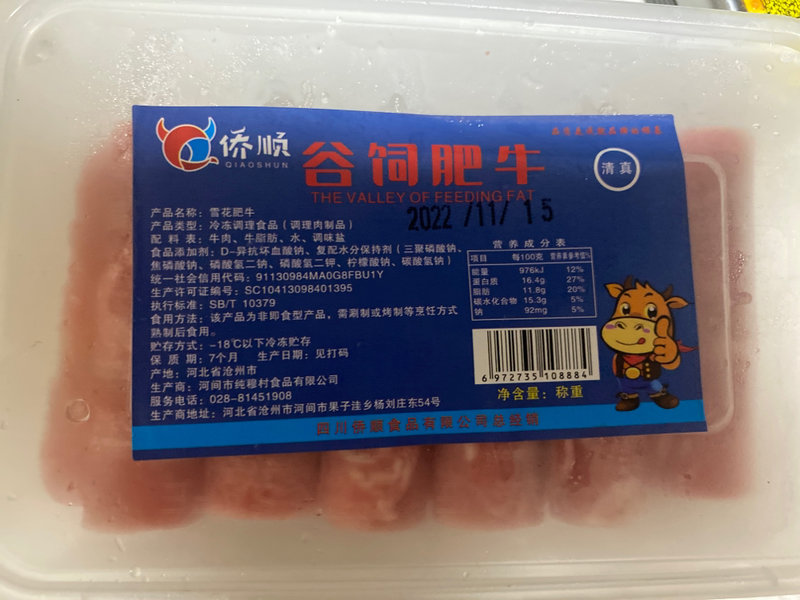 侨顺
QIAOSHUN
谷饲肥牛
THE VALLEY OF FEEDING FAT
清真
2022/11/15
产品名称：雪花肥牛
产品类型：冷冻调理食品（调理肉制品）
配 料 表：牛肉、牛脂肪、水、调味盐
食品添加剂：D-异抗坏血酸钠、复配水分保持剂（三聚磷酸钠、
焦磷酸钠、磷酸氢二钠、磷酸氢二钾、柠檬酸钠、碳酸氢钠）
统一社会信用代码：91130984MA0G8FBU1Y
生产许可证编号：SC10413098401395
执行标准：SB/T 10379
食用方法：该产品为非即食型产品，需涮制或烤制等烹饪方式
熟制后食用。
贮存方式：-18℃以下冷冻贮存
保 质 期：7个月 生产日期：见打码
产地：河北省沧州市
生产商：河间市纯穆村食品有限公司
服务电话：028-81451908
生产商地址：河北省沧州市河间市果子洼乡杨刘庄东54号
营养成分表
项目 每100克 营养素参考值%
能量 976kJ 12%
蛋白质 16.4g 27%
脂肪 11.8g 20%
碳水化合物 15.3g 5%
钠 92mg 5%
6 972735 108884
净含量：称重
四川侨顺食品有限公司总经销